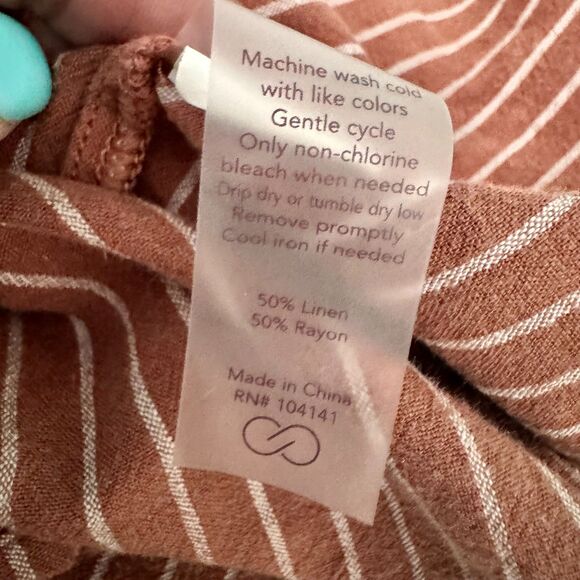 Machine wash cold
with like colors
Gentle cycle
Only non-chlorine
bleach when needed
Drip dry or tumble dry low
Remove promptly
Cool iron if needed
50% Linen
50% Rayon
Made in China
RN# 104141